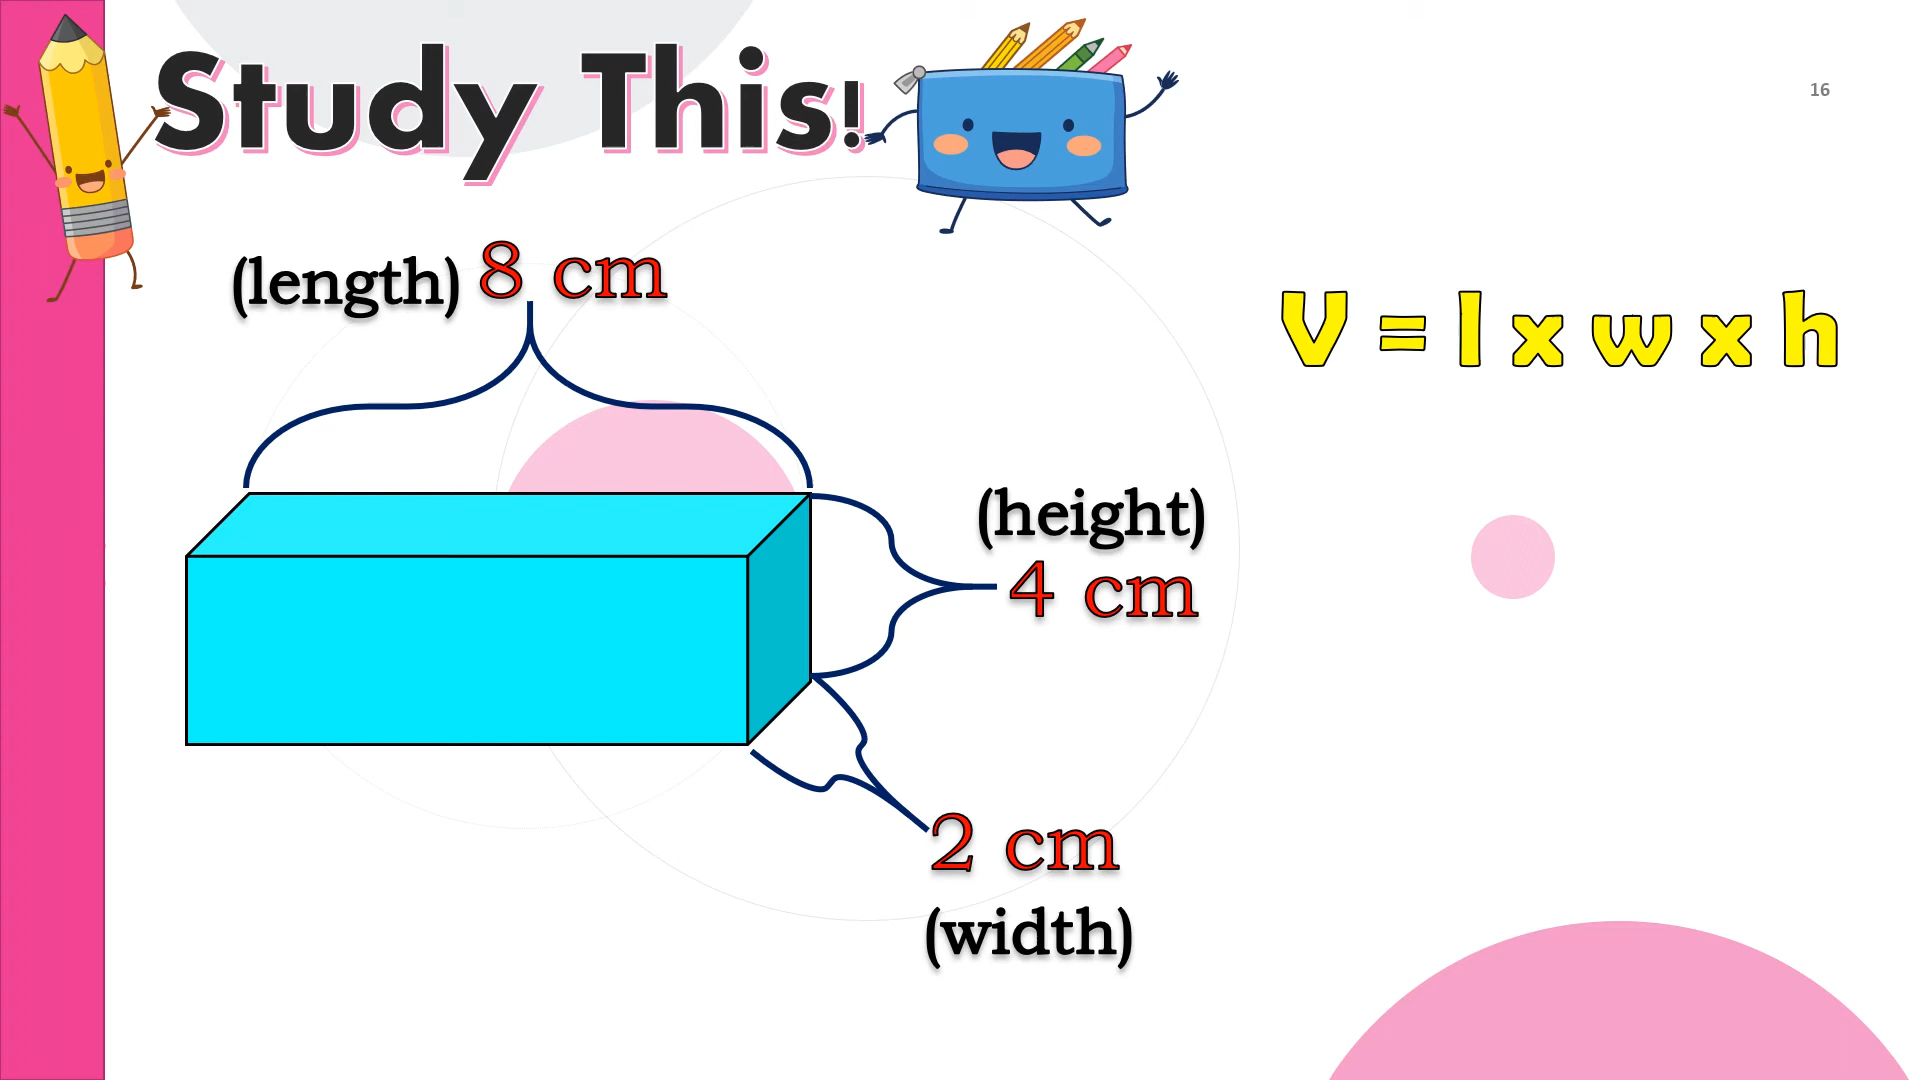 Study This!
16
(length) 8 cm
V = l x w x h
(height)
4 cm
2 cm
(width)